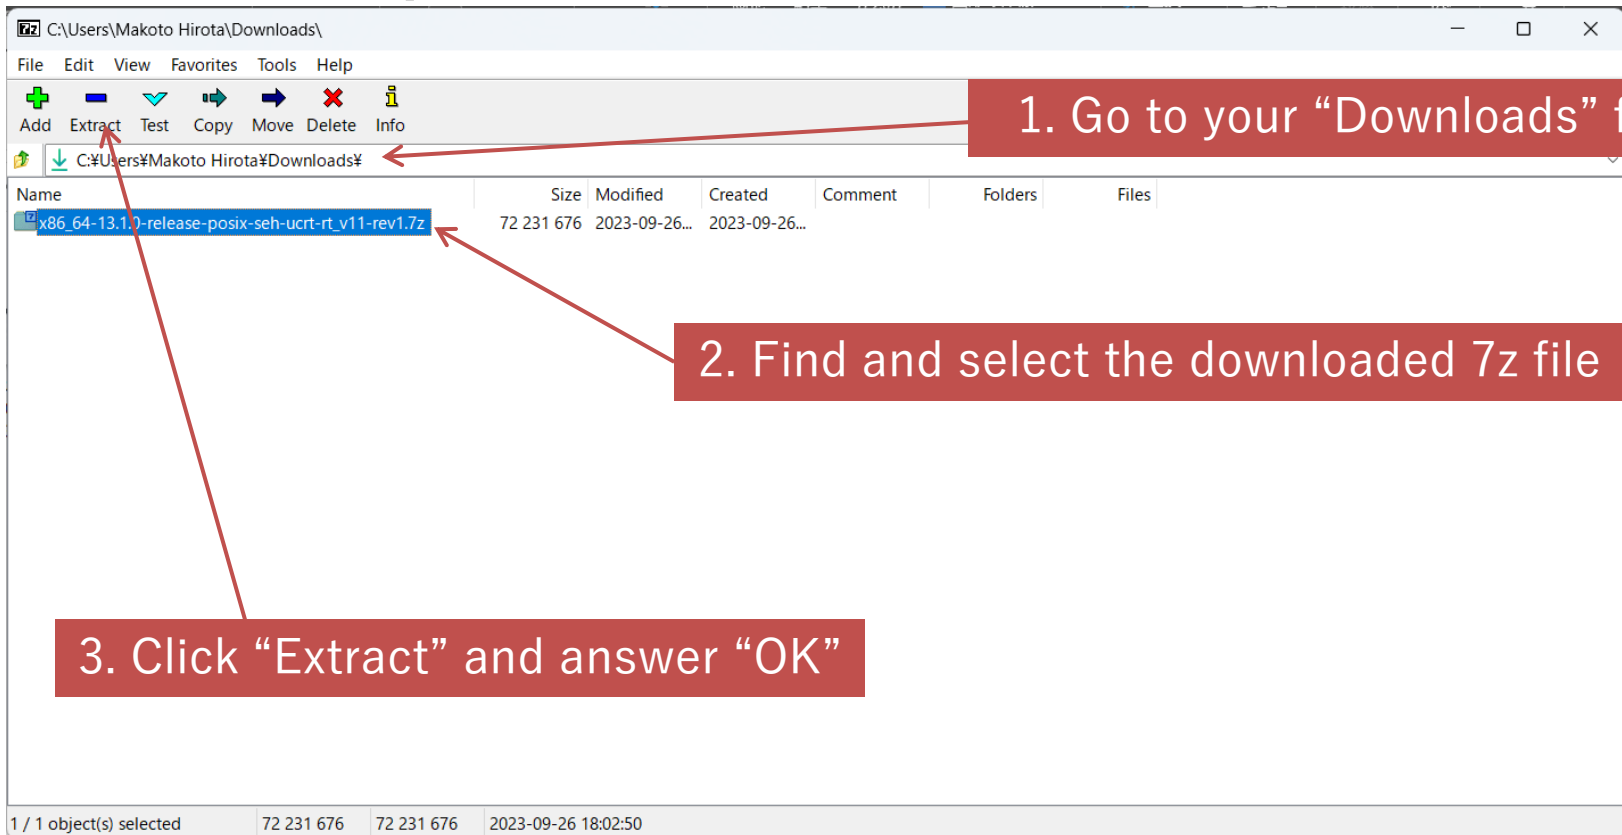 C:\Users\Makoto Hirota\Downloads\
File Edit View Favorites Tools Help
Add Extract Test Copy Move Delete Info
1. Go to your “Downloads”
C:¥Users¥Makoto Hirota¥Downloads¥
Name Size Modified Created Comment Folders Files
x86_64-13.1.0-release-posix-seh-ucrt-rt_v11-rev1.7z 72 231 676 2023-09-26... 2023-09-26...
2. Find and select the downloaded 7z file
3. Click “Extract” and answer “OK”
1 / 1 object(s) selected 72 231 676 72 231 676 2023-09-26 18:02:50